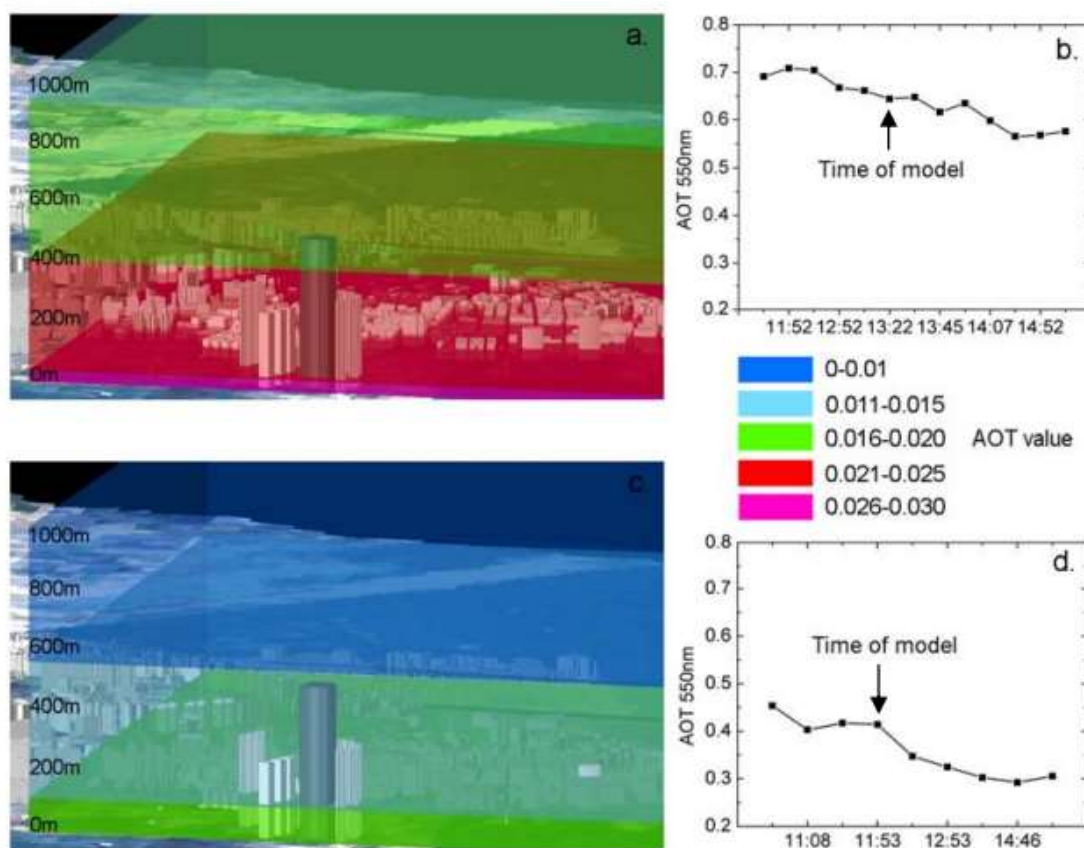 a.
1000m
800m
600m
400m
200m
0m
b.
0.8
0.7
0.6
0.5
0.4
0.3
0.2
AOT 550nm
Time of model
11:52 12:52 13:22 13:45 14:07 14:52
0-0.01
0.011-0.015
0.016-0.020 AOT value
0.021-0.025
0.026-0.030
c.
1000m
800m
600m
400m
200m
0m
d.
0.8
0.7
0.6
0.5
0.4
0.3
0.2
AOT 550nm
Time of model
11:08 11:53 12:53 14:46